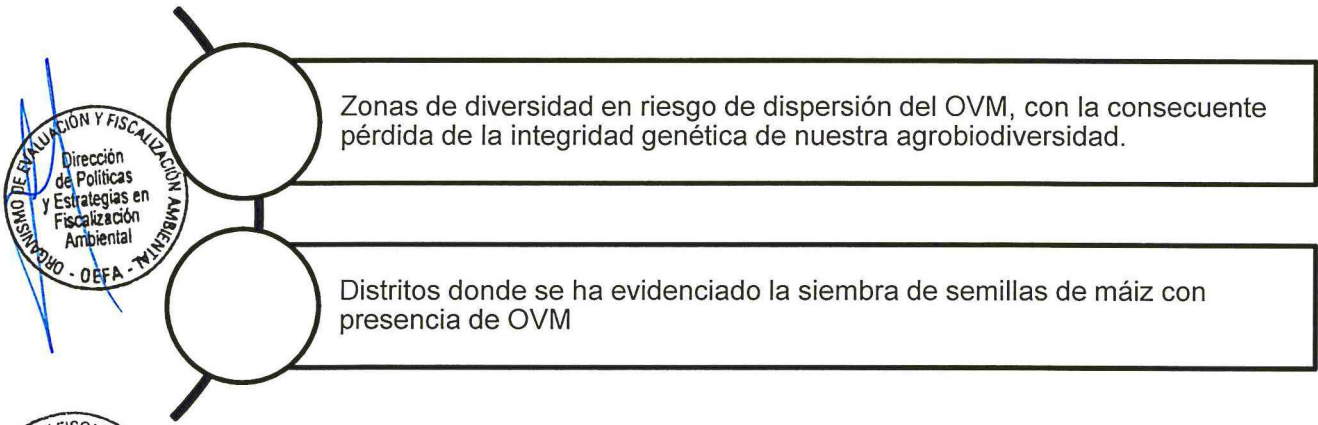 Zonas de diversidad en riesgo de dispersión del OVM, con la consecuente
pérdida de la integridad genética de nuestra agrobiodiversidad.
ORGANISMO DE EVALUACIÓN Y FISCALIZACIÓN AMBIENTAL
Dirección
de Políticas
y Estrategias en
Fiscalización
Ambiental
- OEFA -
Distritos donde se ha evidenciado la siembra de semillas de máiz con
presencia de OVM